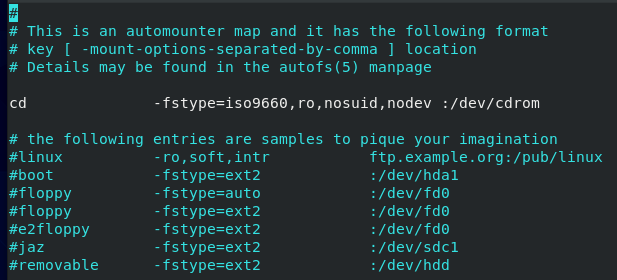 #
# This is an automounter map and it has the following format
# key [ -mount-options-separated-by-comma ] location
# Details may be found in the autofs(5) manpage
cd              -fstype=iso9660,ro,nosuid,nodev :/dev/cdrom
# the following entries are samples to pique your imagination
#linux          -ro,soft,intr           ftp.example.org:/pub/linux
#boot           -fstype=ext2            :/dev/hda1
#floppy         -fstype=auto            :/dev/fd0
#floppy         -fstype=ext2            :/dev/fd0
#e2floppy       -fstype=ext2            :/dev/fd0
#jaz            -fstype=ext2            :/dev/sdc1
#removable      -fstype=ext2            :/dev/hdd